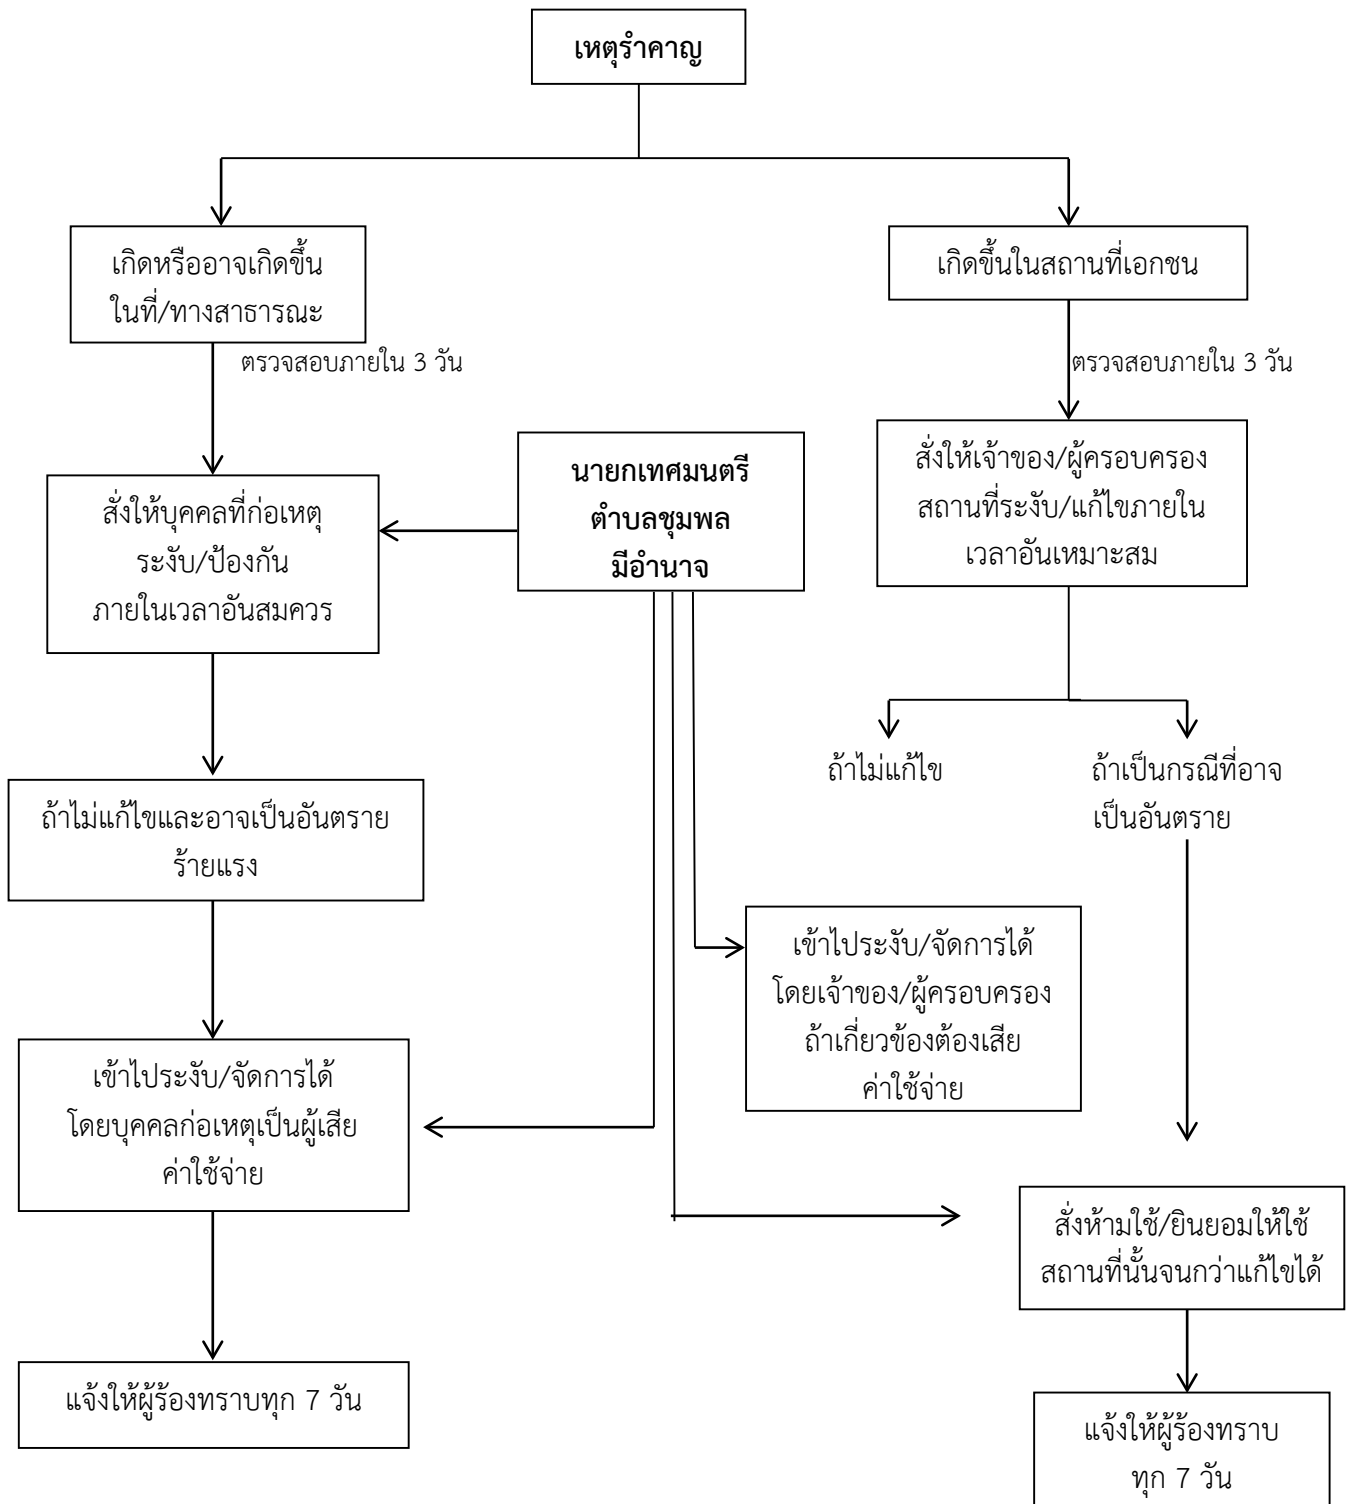 เหตุรำคาญ
เกิดหรืออาจเกิดขึ้น
ในที่/ทางสาธารณะ
เกิดขึ้นในสถานที่เอกชน
ตรวจสอบภายใน 3 วัน
ตรวจสอบภายใน 3 วัน
สั่งให้บุคคลที่ก่อเหตุ
ระงับ/ป้องกัน
ภายในเวลาอันสมควร
นายกเทศมนตรี
ตำบลชุมพล
มีอำนาจ
สั่งให้เจ้าของ/ผู้ครอบครอง
สถานที่ระงับ/แก้ไขภายใน
เวลาอันเหมาะสม
ถ้าไม่แก้ไข
ถ้าเป็นกรณีที่อาจ
เป็นอันตราย
ถ้าไม่แก้ไขและอาจเป็นอันตราย
ร้ายแรง
เข้าไประงับ/จัดการได้
โดยเจ้าของ/ผู้ครอบครอง
ถ้าเกี่ยวข้องต้องเสีย
ค่าใช้จ่าย
เข้าไประงับ/จัดการได้
โดยบุคคลก่อเหตุเป็นผู้เสีย
ค่าใช้จ่าย
สั่งห้ามใช้/ยินยอมให้ใช้
สถานที่นั้นจนกว่าแก้ไขได้
แจ้งให้ผู้ร้องทราบทุก 7 วัน
แจ้งให้ผู้ร้องทราบ
ทุก 7 วัน